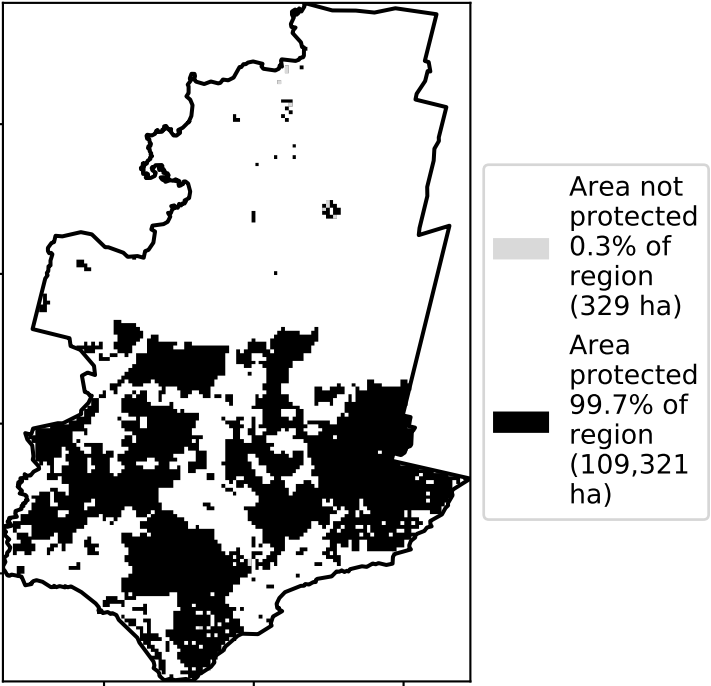 Area not
protected
0.3% of
region
(329 ha)
Area
protected
99.7% of
region
(109,321
ha)